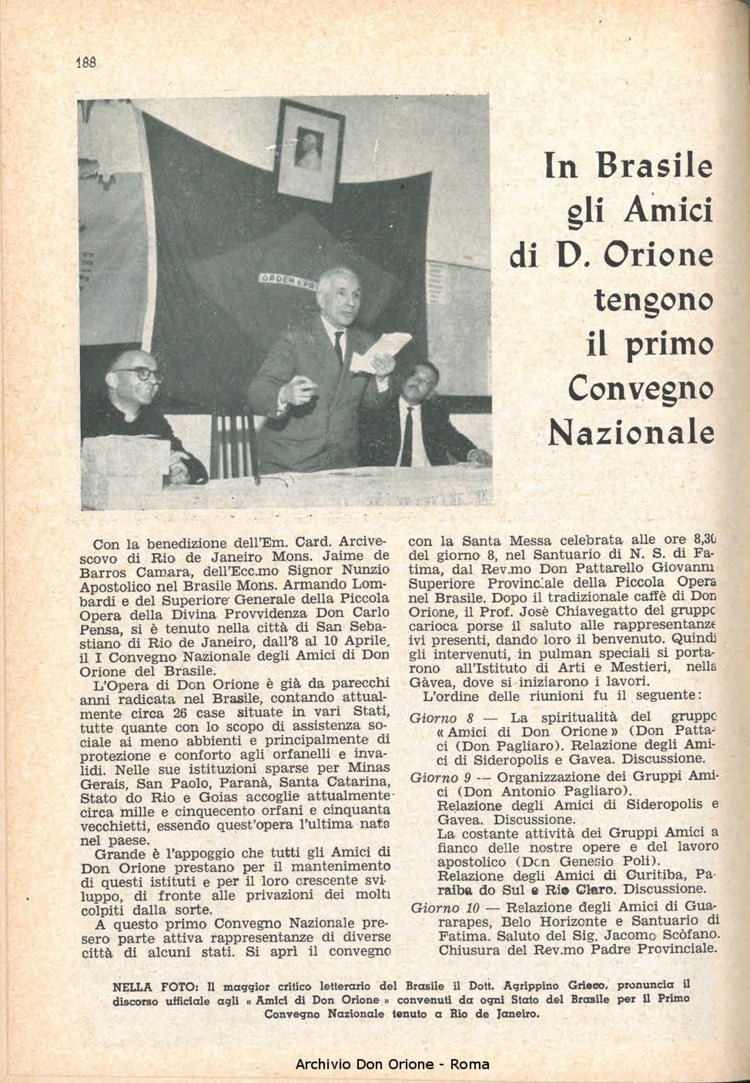 188
ORDEM E PR
In Brasile
gli Amici
di D. Orione
tengono
il primo
Convegno
Nazionale
Con la benedizione dell'Em. Card. Arcive-
scovo di Rio de Janeiro Mons. Jaime de
Barros Camara, dell'Ecc.mo Signor Nunzio
Apostolico nel Brasile Mons. Armando Lom-
bardi e del Superiore Generale della Piccola
Opera della Divina Provvidenza Don Carlo
Pensa, si è tenuto nella città di San Seba-
stiano di Rio de Janeiro, dall'8 al 10 Aprile,
il I Convegno Nazionale degli Amici di Don
Orione del Brasile.
L'Opera di Don Orione è già da parecchi
anni radicata nel Brasile, contando attual-
mente circa 26 case situate in vari Stati,
tutte quante con lo scopo di assistenza so-
ciale ai meno abbienti e principalmente di
protezione e conforto agli orfanelli e inva-
lidi. Nelle sue istituzioni sparse per Minas
Gerais, San Paolo, Paranà, Santa Catarina,
Stato do Rio e Goias accoglie attualmente
circa mille e cinquecento orfani e cinquanta
vecchietti, essendo quest'opera l'ultima nata
nel paese.
Grande è l'appoggio che tutti gli Amici di
Don Orione prestano per il mantenimento
di questi istituti e per il loro crescente svi-
luppo, di fronte alle privazioni dei molti
colpiti dalla sorte.
A questo primo Convegno Nazionale pre-
sero parte attiva rappresentanze di diverse
città di alcuni stati. Si aprì il convegno
con la Santa Messa celebrata alle ore 8,30
del giorno 8, nel Santuario di N. S. di Fa-
tima, dal Rev.mo Don Pattarello Giovanni
Superiore Provinciale della Piccola Opera
nel Brasile. Dopo il tradizionale caffè di Don
Orione, il Prof. Josè Chiavegatto del gruppo
carioca porse il saluto alle rappresentanze
ivi presenti, dando loro il benvenuto. Quindi
gli intervenuti, in pulman speciali si porta-
rono all'Istituto di Arti e Mestieri, nella
Gàvea, dove si iniziarono i lavori.
L'ordine delle riunioni fu il seguente:
Giorno 8 — La spiritualità del gruppo
« Amici di Don Orione » (Don Patta-
ci (Don Pagliaro). Relazione degli Ami-
ci di Sideropolis e Gavea. Discussione.
Giorno 9 — Organizzazione dei Gruppi Ami-
ci (Don Antonio Pagliaro).
Relazione degli Amici di Sideropolis e
Gavea. Discussione.
La costante attività dei Gruppi Amici a
fianco delle nostre opere e del lavoro
apostolico (Don Genesio Poli).
Relazione degli Amici di Curitiba, Pa-
raiba do Sul e Rio Claro. Discussione.
Giorno 10 — Relazione degli Amici di Gua-
rarapes, Belo Horizonte e Santuario di
Fatima. Saluto del Sig. Jacomo Scòfano.
Chiusura del Rev.mo Padre Provinciale.
NELLA FOTO: Il maggior critico letterario del Brasile il Dott. Agrippino Grieco, pronuncia il
discorso ufficiale agli « Amici di Don Orione » convenuti da ogni Stato del Brasile per il Primo
Convegno Nazionale tenuto a Rio de Janeiro.
Archivio Don Orione - Roma